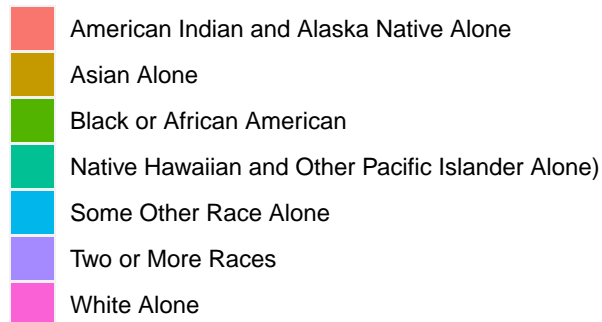 American Indian and Alaska Native Alone
Asian Alone
Black or African American
Native Hawaiian and Other Pacific Islander Alone)
Some Other Race Alone
Two or More Races
White Alone